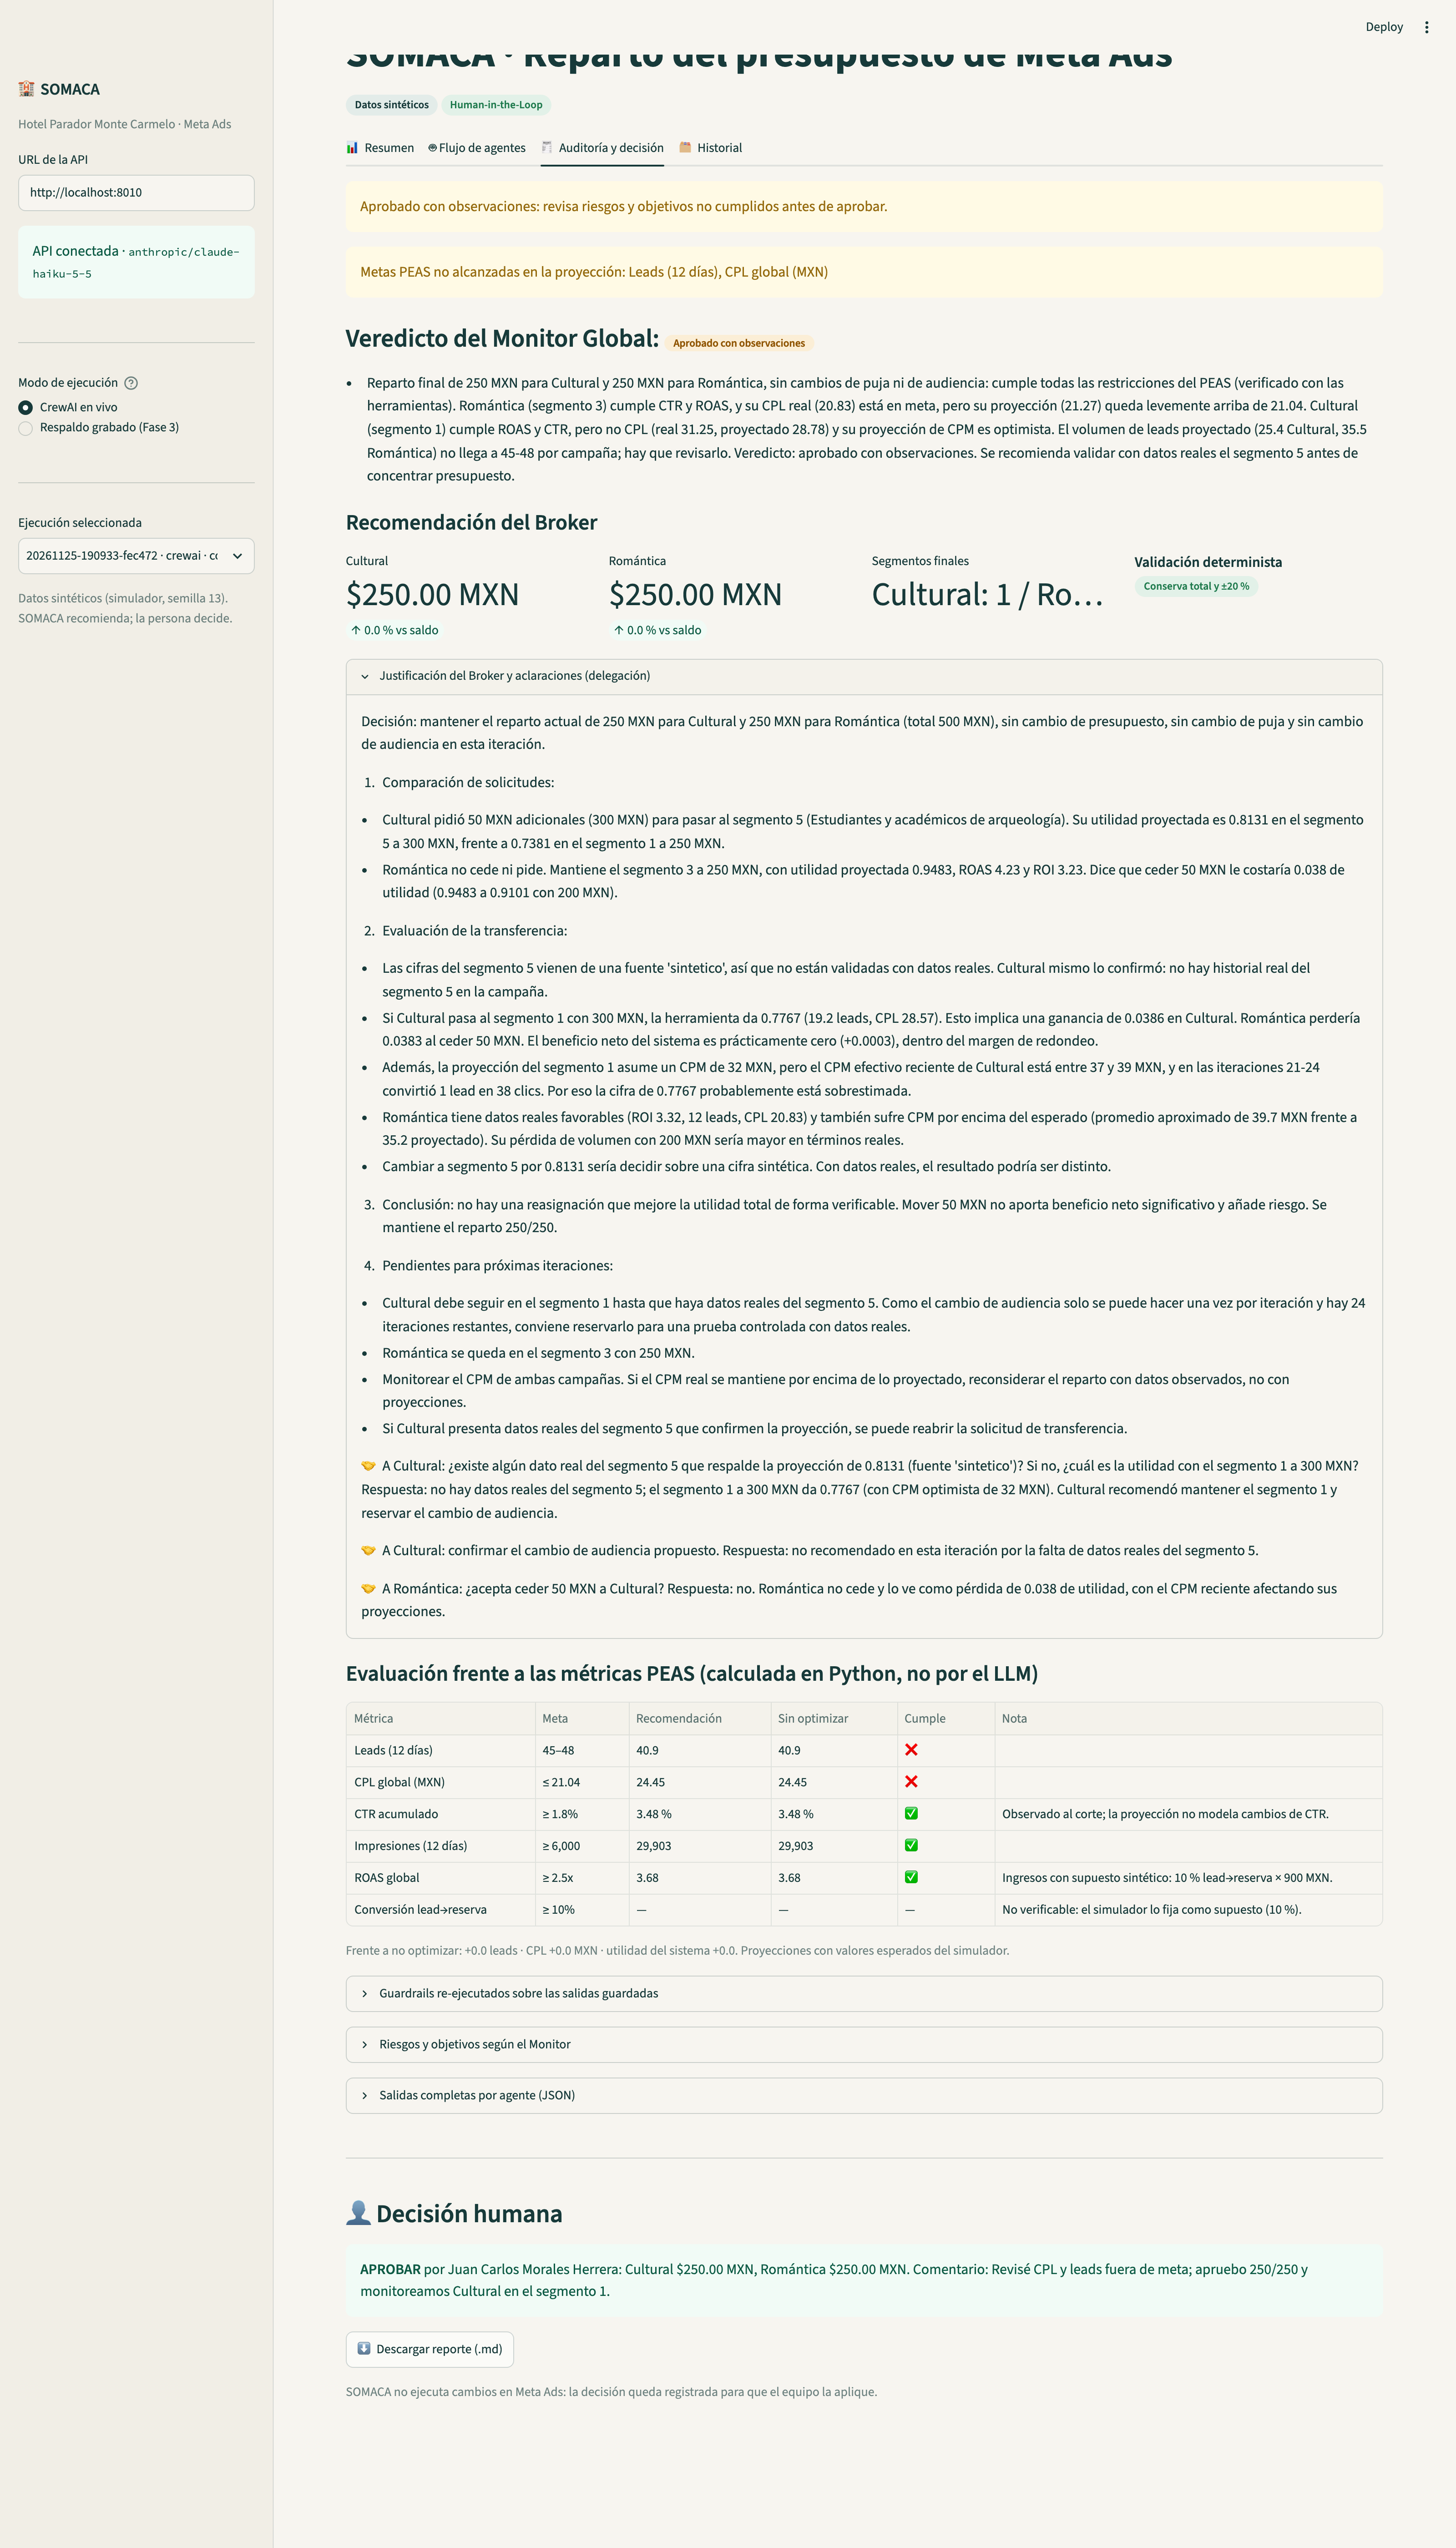 Deploy
SOMACA
Hotel Parador Monte Carmelo · Meta Ads
URL de la API
http://localhost:8010
API conectada · anthropic/claude-
haiku-5-5
Modo de ejecución
CrewAI en vivo
Respaldo grabado (Fase 3)
Ejecución seleccionada
20261125-190933-fec472 · crewai · cc
Datos sintéticos (simulador, semilla 13).
SOMACA recomienda; la persona decide.
SOMACA · Reparto del presupuesto de Meta Ads
Datos sintéticos
Human-in-the-Loop
Resumen
Flujo de agentes
Auditoría y decisión
Historial
Aprobado con observaciones: revisa riesgos y objetivos no cumplidos antes de aprobar.
Metas PEAS no alcanzadas en la proyección: Leads (12 días), CPL global (MXN)
Veredicto del Monitor Global: Aprobado con observaciones
• Reparto final de 250 MXN para Cultural y 250 MXN para Romántica, sin cambios de puja ni de audiencia: cumple todas las restricciones del PEAS (verificado con las
herramientas). Romántica (segmento 3) cumple CTR y ROAS, y su CPL real (20.83) está en meta, pero su proyección (21.27) queda levemente arriba de 21.04. Cultural
(segmento 1) cumple ROAS y CTR, pero no CPL (real 31.25, proyectado 28.78) y su proyección de CPM es optimista. El volumen de leads proyectado (25.4 Cultural, 35.5
Romántica) no llega a 45-48 por campaña; hay que revisarlo. Veredicto: aprobado con observaciones. Se recomienda validar con datos reales el segmento 5 antes de
concentrar presupuesto.
Recomendación del Broker
Cultural
$250.00 MXN
↑ 0.0 % vs saldo
Romántica
$250.00 MXN
↑ 0.0 % vs saldo
Segmentos finales
Cultural: 1 / Ro…
Validación determinista
Conserva total y ±20 %
Justificación del Broker y aclaraciones (delegación)
Decisión: mantener el reparto actual de 250 MXN para Cultural y 250 MXN para Romántica (total 500 MXN), sin cambio de presupuesto, sin cambio de puja y sin cambio
de audiencia en esta iteración.
1. Comparación de solicitudes:
• Cultural pidió 50 MXN adicionales (300 MXN) para pasar al segmento 5 (Estudiantes y académicos de arqueología). Su utilidad proyectada es 0.8131 en el segmento
5 a 300 MXN, frente a 0.7381 en el segmento 1 a 250 MXN.
• Romántica no cede ni pide. Mantiene el segmento 3 a 250 MXN, con utilidad proyectada 0.9483, ROAS 4.23 y ROI 3.23. Dice que ceder 50 MXN le costaría 0.038 de
utilidad (0.9483 a 0.9101 con 200 MXN).
2. Evaluación de la transferencia:
• Las cifras del segmento 5 vienen de una fuente 'sintetico', así que no están validadas con datos reales. Cultural mismo lo confirmó: no hay historial real del
segmento 5 en la campaña.
• Si Cultural pasa al segmento 1 con 300 MXN, la herramienta da 0.7767 (19.2 leads, CPL 28.57). Esto implica una ganancia de 0.0386 en Cultural. Romántica perdería
0.0383 al ceder 50 MXN. El beneficio neto del sistema es prácticamente cero (+0.0003), dentro del margen de redondeo.
• Además, la proyección del segmento 1 asume un CPM de 32 MXN, pero el CPM efectivo reciente de Cultural está entre 37 y 39 MXN, y en las iteraciones 21-24
convirtió 1 lead en 38 clics. Por eso la cifra de 0.7767 probablemente está sobrestimada.
• Romántica tiene datos reales favorables (ROI 3.32, 12 leads, CPL 20.83) y también sufre CPM por encima del esperado (promedio aproximado de 39.7 MXN frente a
35.2 proyectado). Su pérdida de volumen con 200 MXN sería mayor en términos reales.
• Cambiar a segmento 5 por 0.8131 sería decidir sobre una cifra sintética. Con datos reales, el resultado podría ser distinto.
3. Conclusión: no hay una reasignación que mejore la utilidad total de forma verificable. Mover 50 MXN no aporta beneficio neto significativo y añade riesgo. Se
mantiene el reparto 250/250.
4. Pendientes para próximas iteraciones:
• Cultural debe seguir en el segmento 1 hasta que haya datos reales del segmento 5. Como el cambio de audiencia solo se puede hacer una vez por iteración y hay 24
iteraciones restantes, conviene reservarlo para una prueba controlada con datos reales.
• Romántica se queda en el segmento 3 con 250 MXN.
• Monitorear el CPM de ambas campañas. Si el CPM real se mantiene por encima de lo proyectado, reconsiderar el reparto con datos observados, no con
proyecciones.
• Si Cultural presenta datos reales del segmento 5 que confirmen la proyección, se puede reabrir la solicitud de transferencia.
A Cultural: ¿existe algún dato real del segmento 5 que respalde la proyección de 0.8131 (fuente 'sintetico')? Si no, ¿cuál es la utilidad con el segmento 1 a 300 MXN?
Respuesta: no hay datos reales del segmento 5; el segmento 1 a 300 MXN da 0.7767 (con CPM optimista de 32 MXN). Cultural recomendó mantener el segmento 1 y
reservar el cambio de audiencia.
A Cultural: confirmar el cambio de audiencia propuesto. Respuesta: no recomendado en esta iteración por la falta de datos reales del segmento 5.
A Romántica: ¿acepta ceder 50 MXN a Cultural? Respuesta: no. Romántica no cede y lo ve como pérdida de 0.038 de utilidad, con el CPM reciente afectando sus
proyecciones.
Evaluación frente a las métricas PEAS (calculada en Python, no por el LLM)
Métrica Meta Recomendación Sin optimizar Cumple Nota
Leads (12 días) 45–48 40.9 40.9 ❌
CPL global (MXN) ≤ 21.04 24.45 24.45 ❌
CTR acumulado ≥ 1.8% 3.48 % 3.48 % ✅ Observado al corte; la proyección no modela cambios de CTR.
Impresiones (12 días) ≥ 6,000 29,903 29,903 ✅
ROAS global ≥ 2.5x 3.68 3.68 ✅ Ingresos con supuesto sintético: 10 % lead→reserva × 900 MXN.
Conversión lead→reserva ≥ 10% — — — No verificable: el simulador lo fija como supuesto (10 %).
Frente a no optimizar: +0.0 leads · CPL +0.0 MXN · utilidad del sistema +0.0. Proyecciones con valores esperados del simulador.
Guardrails re-ejecutados sobre las salidas guardadas
Riesgos y objetivos según el Monitor
Salidas completas por agente (JSON)
Decisión humana
APROBAR por Juan Carlos Morales Herrera: Cultural $250.00 MXN, Romántica $250.00 MXN. Comentario: Revisé CPL y leads fuera de meta; apruebo 250/250 y
monitoreamos Cultural en el segmento 1.
Descargar reporte (.md)
SOMACA no ejecuta cambios en Meta Ads: la decisión queda registrada para que el equipo la aplique.